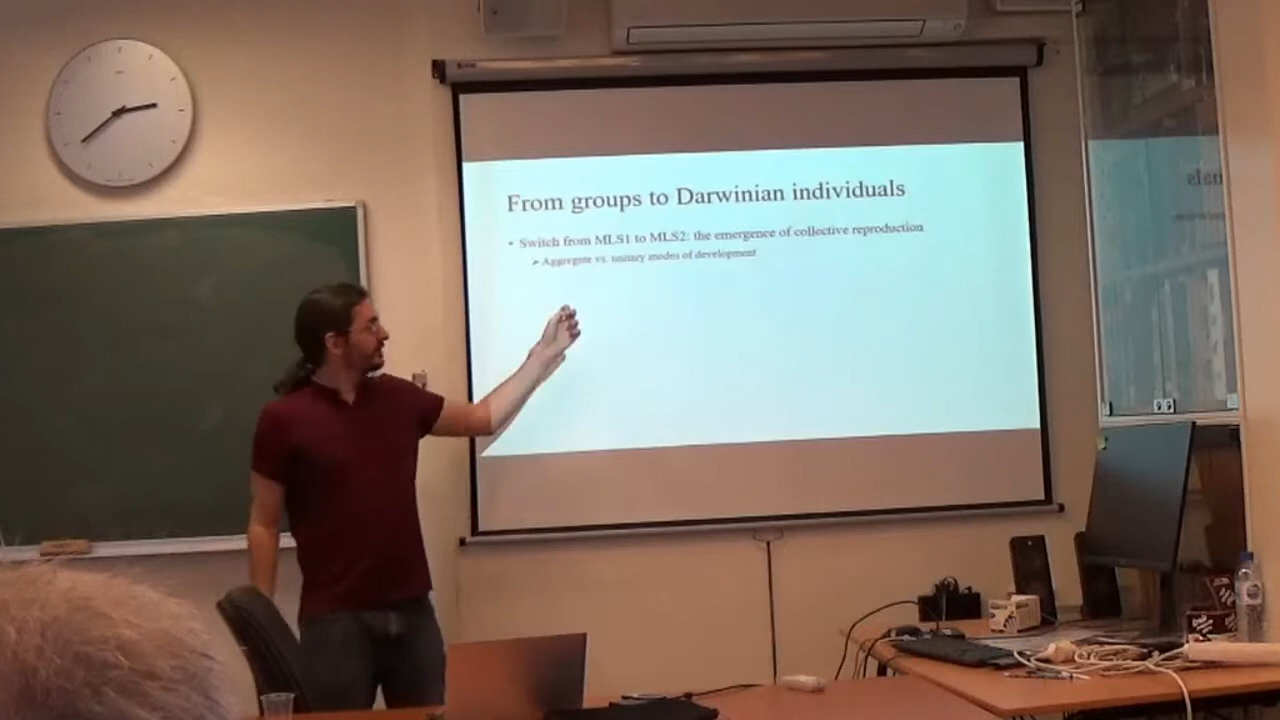 From groups to Darwinian individuals
• Switch from MLS1 to MLS2: the emergence of collective reproduction
➤ Aggregate vs. unitary modes of development